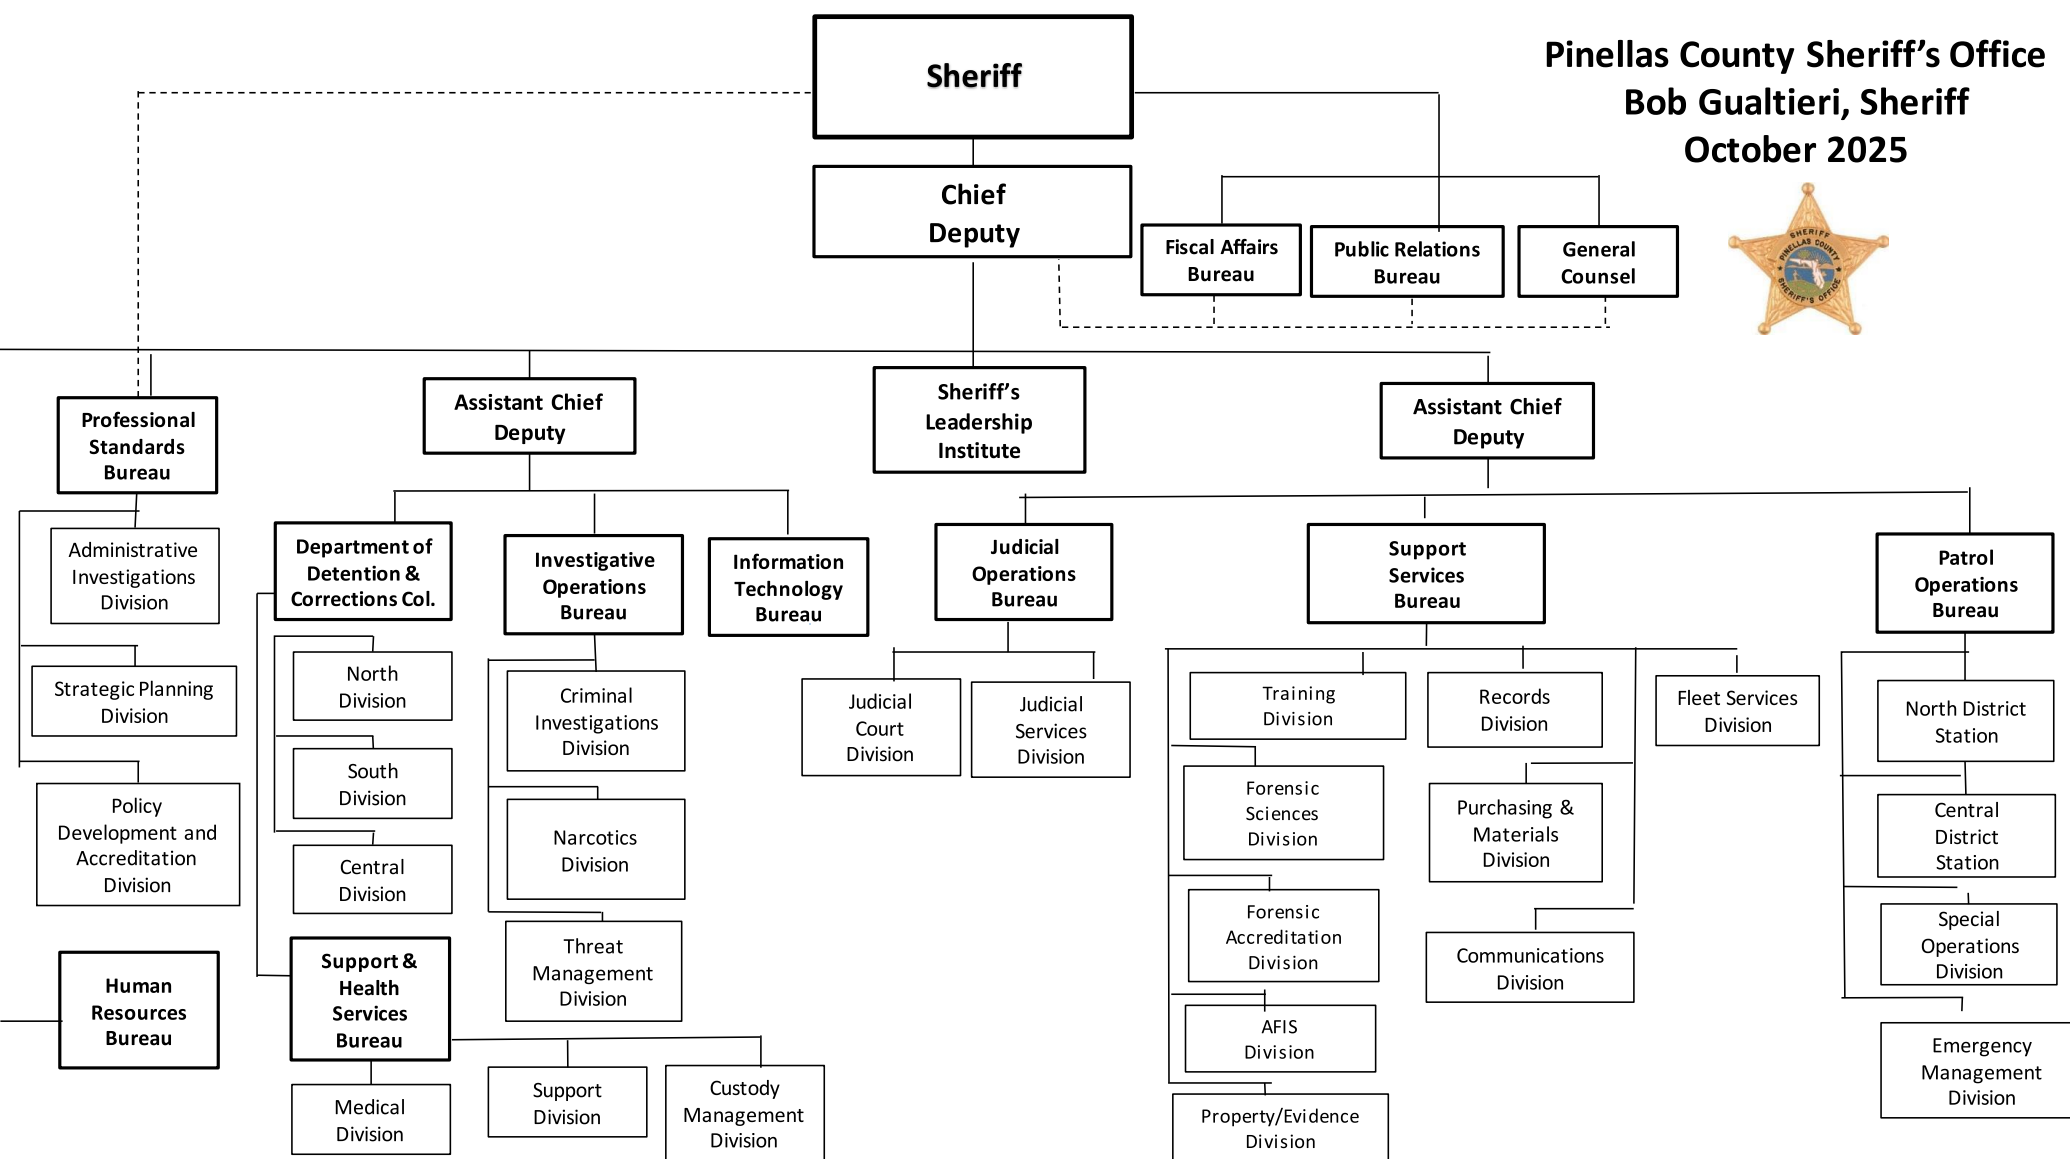 Pinellas County Sheriff’s Office
Bob Gualtieri, Sheriff
October 2025
Sheriff
Chief
Deputy
Fiscal Affairs
Bureau
Public Relations
Bureau
General
Counsel
SHERIFF
PINELLAS COUNTY
SHERIFF'S OFFICE
Professional
Standards
Bureau
Assistant Chief
Deputy
Sheriff’s
Leadership
Institute
Assistant Chief
Deputy
Administrative
Investigations
Division
Strategic Planning
Division
Policy
Development and
Accreditation
Division
Human
Resources
Bureau
Department of
Detention &
Corrections Col.
North
Division
South
Division
Central
Division
Support &
Health
Services
Bureau
Medical
Division
Support
Division
Custody
Management
Division
Investigative
Operations
Bureau
Criminal
Investigations
Division
Narcotics
Division
Threat
Management
Division
Information
Technology
Bureau
Judicial
Operations
Bureau
Judicial
Court
Division
Judicial
Services
Division
Support
Services
Bureau
Training
Division
Forensic
Sciences
Division
Forensic
Accreditation
Division
AFIS
Division
Property/Evidence
Division
Records
Division
Purchasing &
Materials
Division
Communications
Division
Fleet Services
Division
Patrol
Operations
Bureau
North District
Station
Central
District
Station
Special
Operations
Division
Emergency
Management
Division